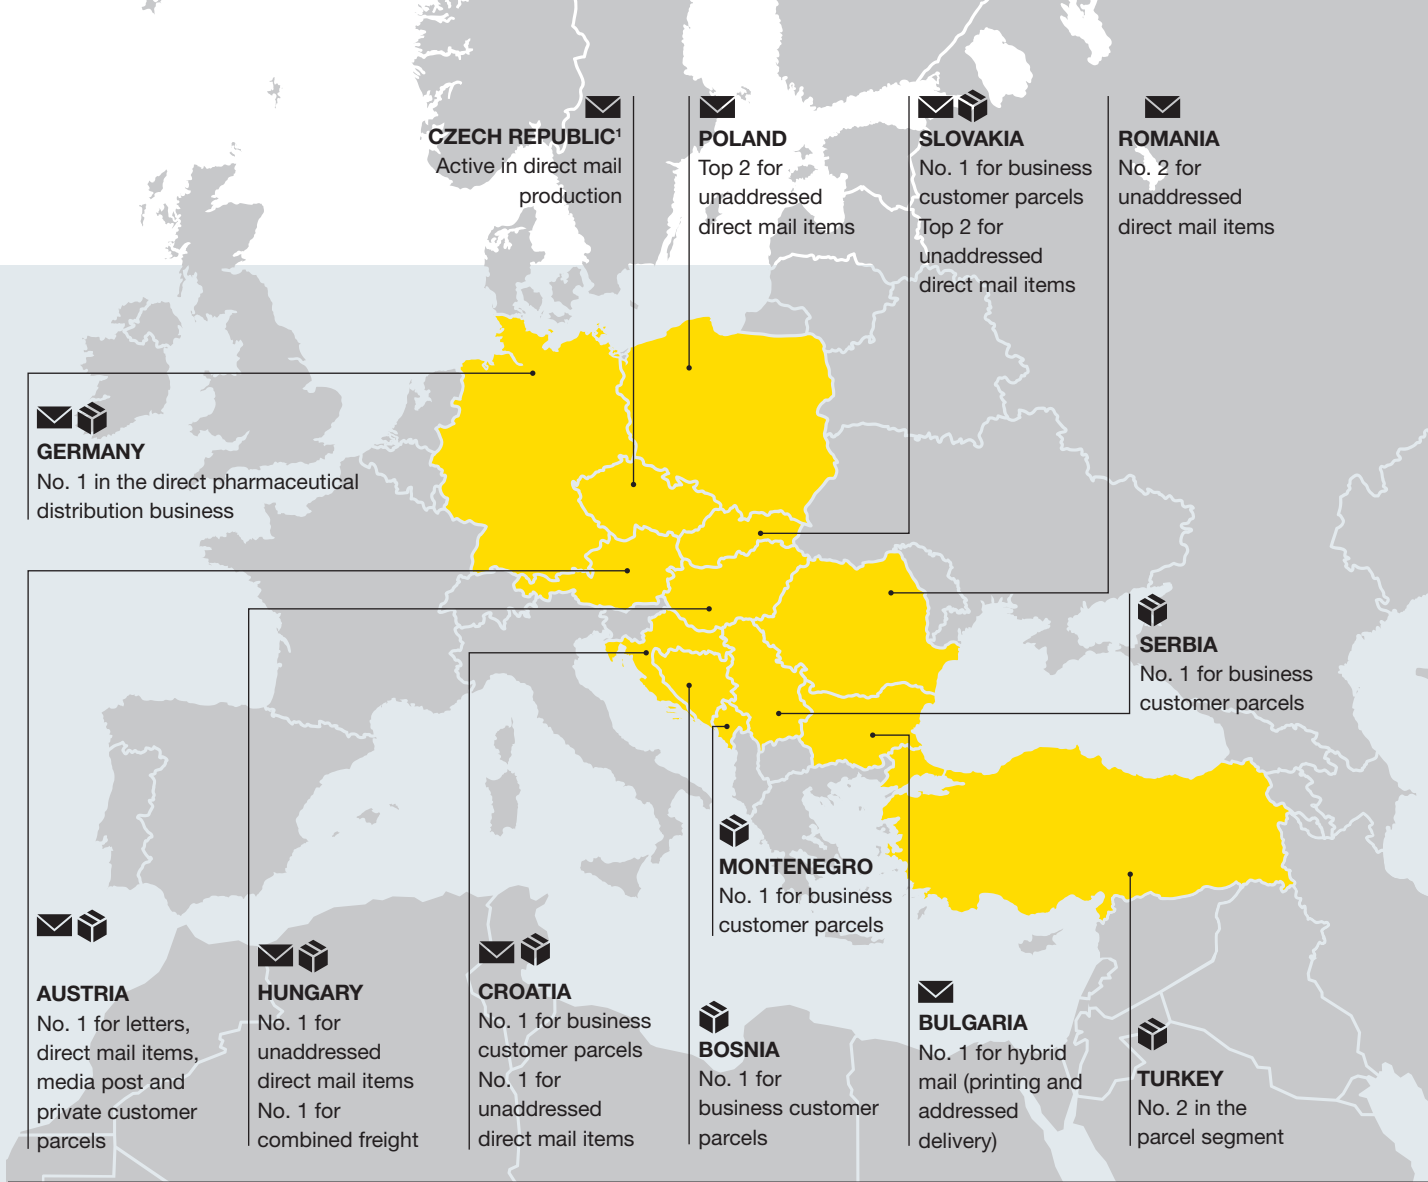 CZECH REPUBLIC¹
Active in direct mail
production
POLAND
Top 2 for
unaddressed
direct mail items
SLOVAKIA
No. 1 for business
customer parcels
Top 2 for
unaddressed
direct mail items
ROMANIA
No. 2 for
unaddressed
direct mail items
GERMANY
No. 1 in the direct pharmaceutical
distribution business
SERBIA
No. 1 for business
customer parcels
MONTENEGRO
No. 1 for business
customer parcels
AUSTRIA
No. 1 for letters,
direct mail items,
media post and
private customer
parcels
HUNGARY
No. 1 for
unaddressed
direct mail items
No. 1 for
combined freight
CROATIA
No. 1 for business
customer parcels
No. 1 for
unaddressed
direct mail items
BOSNIA
No. 1 for
business customer
parcels
BULGARIA
No. 1 for hybrid
mail (printing and
addressed
delivery)
TURKEY
No. 2 in the
parcel segment